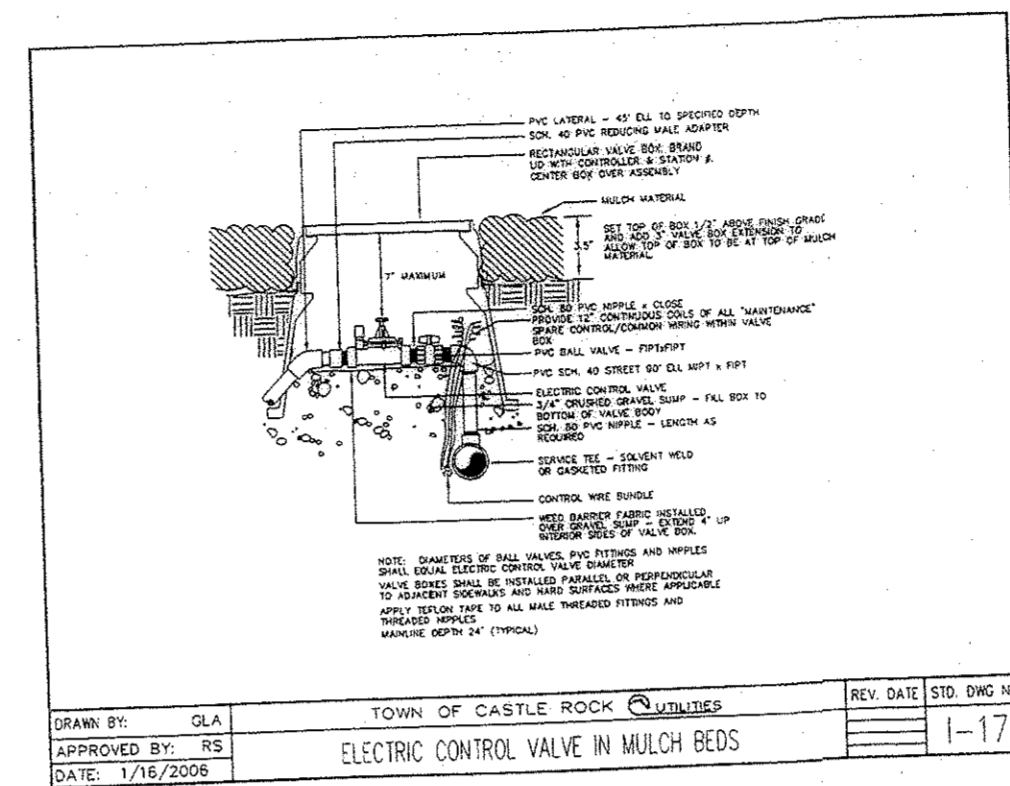 PVC LATERAL - 45° ELL TO SPECIFIED DEPTH
SCH. 40 PVC REDUCING MALE ADAPTER
RECTANGULAR VALVE BOX. BRAND
LID WITH CONTROLLER & STATION #.
CENTER BOX OVER ASSEMBLY
MULCH MATERIAL
SET TOP OF BOX 1/2" ABOVE FINISH GRADE
AND ADD 3" VALVE BOX EXTENSION TO
ALLOW TOP OF BOX TO BE AT TOP OF MULCH
MATERIAL
3.5"
7" MAXIMUM
SCH. 80 PVC NIPPLE x CLOSE
PROVIDE 12" CONTINUOUS COILS OF ALL "MAINTENANCE"
SPARE CONTROL/COMMON WIRING WITHIN VALVE
BOX
PVC BALL VALVE - FIPTxFIPT
PVC SCH. 40 STREET 90° ELL MIPT x FIPT
ELECTRIC CONTROL VALVE
3/4" CRUSHED GRAVEL SUMP - FILL BOX TO
BOTTOM OF VALVE BODY
SCH. 80 PVC NIPPLE - LENGTH AS
REQUIRED
SERVICE TEE - SOLVENT WELD
OR GASKETED FITTING
CONTROL WIRE BUNDLE
WEED BARRIER FABRIC INSTALLED
OVER GRAVEL SUMP - EXTEND 4" UP
INTERIOR SIDES OF VALVE BOX.
NOTE: DIAMETERS OF BALL VALVES, PVC FITTINGS AND NIPPLES
SHALL EQUAL ELECTRIC CONTROL VALVE DIAMETER
VALVE BOXES SHALL BE INSTALLED PARALLEL OR PERPENDICULAR
TO ADJACENT SIDEWALKS AND HARD SURFACES WHERE APPLICABLE
APPLY TEFLON TAPE TO ALL MALE THREADED FITTINGS AND
THREADED NIPPLES
MAINLINE DEPTH 24" (TYPICAL)
DRAWN BY: GLA
APPROVED BY: RS
DATE: 1/16/2006
TOWN OF CASTLE ROCK UTILITIES
ELECTRIC CONTROL VALVE IN MULCH BEDS
REV. DATE
STD. DWG N
I-17